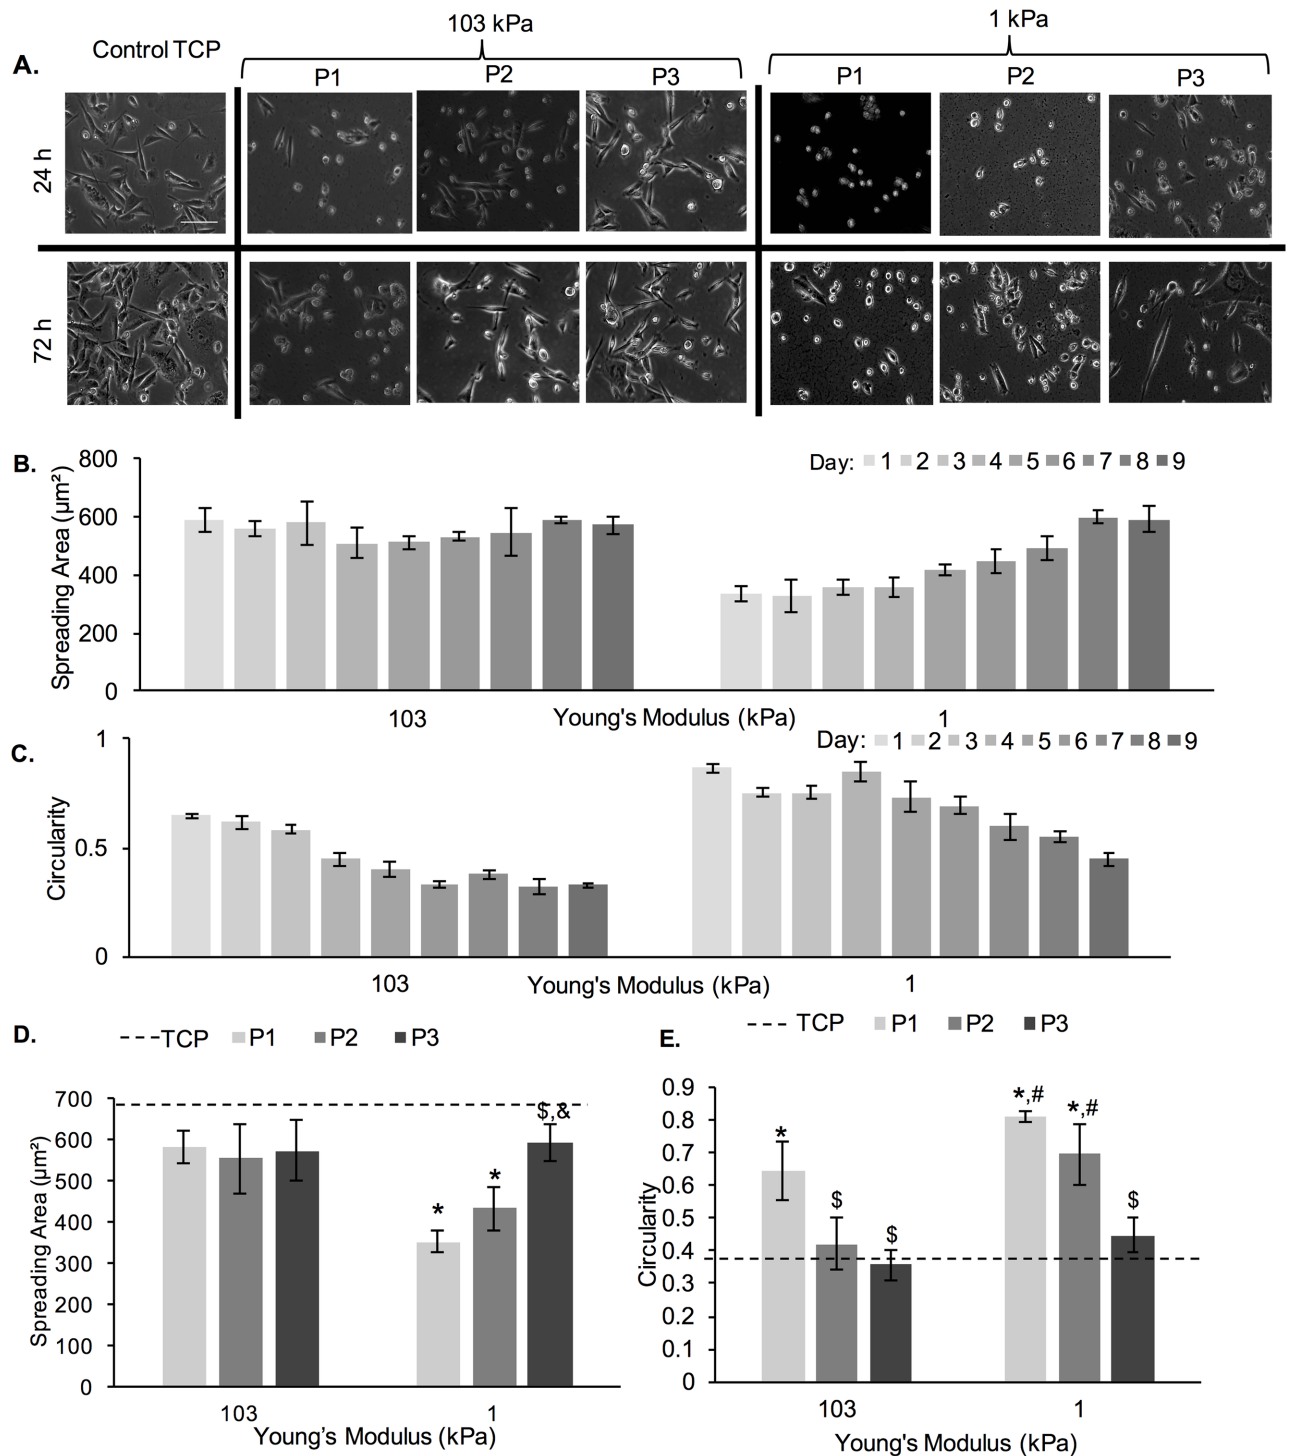 A.
Control TCP
103 kPa
1 kPa
P1 P2 P3 P1 P2 P3
24 h
72 h
B.
Day: 1 2 3 4 5 6 7 8 9
Spreading Area (µm²)
800
600
400
200
0
103 Young's Modulus (kPa) 1
C.
Day: 1 2 3 4 5 6 7 8 9
Circularity
1
0.5
0
103 Young's Modulus (kPa) 1
D.
TCP P1 P2 P3
Spreading Area (µm²)
700
600
500
400
300
200
100
0
* * $,&
103 1
Young’s Modulus (kPa)
E.
TCP P1 P2 P3
Circularity
0.9
0.8
0.7
0.6
0.5
0.4
0.3
0.2
0.1
0
* $ $ *,# *,# $
103 1
Young's Modulus (kPa)